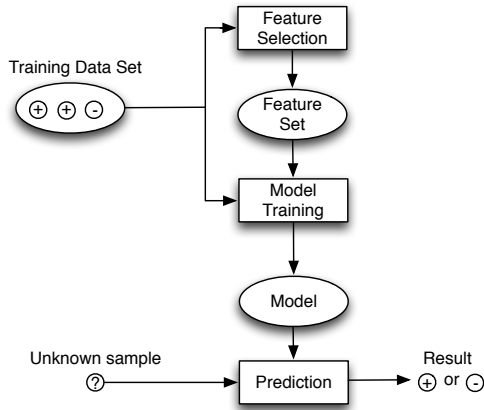 Feature
Selection
Training Data Set
+ + -
Feature
Set
Model
Training
Model
Unknown sample
?
Prediction
Result
+ or -